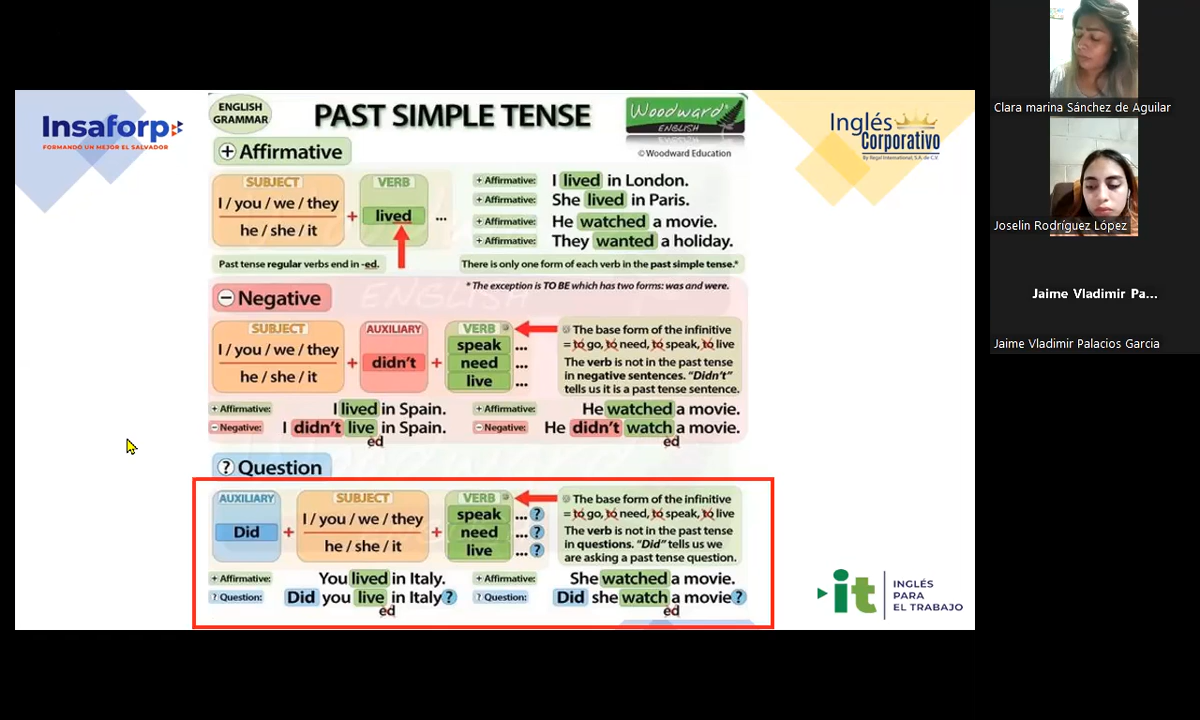 Insaforp
FORMANDO UN MEJOR EL SALVADOR
ENGLISH
GRAMMAR
PAST SIMPLE TENSE
Woodward
ENGLISH
©Woodward Education
Inglés
Corporativo
By Regal International, S.A. de C.V.
+ Affirmative
SUBJECT
I / you / we / they
he / she / it
+
VERB
lived
...
+ Affirmative: I lived in London.
+ Affirmative: She lived in Paris.
+ Affirmative: He watched a movie.
+ Affirmative: They wanted a holiday.
Past tense regular verbs end in -ed.
There is only one form of each verb in the past simple tense.*
* The exception is TO BE which has two forms: was and were.
− Negative
SUBJECT
I / you / we / they
he / she / it
+
AUXILIARY
didn't
+
VERB
speak ...
need ...
live ...
The base form of the infinitive
= to go, to need, to speak, to live
The verb is not in the past tense
in negative sentences. "Didn't"
tells us it is a past tense sentence.
+ Affirmative: I lived in Spain.
− Negative: I didn't live in Spain.
ed
+ Affirmative: He watched a movie.
− Negative: He didn't watch a movie.
ed
? Question
AUXILIARY
Did
+
SUBJECT
I / you / we / they
he / she / it
+
VERB
speak ... ?
need ... ?
live ... ?
The base form of the infinitive
= to go, to need, to speak, to live
The verb is not in the past tense
in questions. "Did" tells us we
are asking a past tense question.
+ Affirmative: You lived in Italy.
? Question: Did you live in Italy?
ed
+ Affirmative: She watched a movie.
? Question: Did she watch a movie?
ed
it
INGLÉS
PARA
EL TRABAJO
Clara marina Sánchez de Aguilar
Joselin Rodríguez López
Jaime Vladimir Pa...
Jaime Vladimir Palacios Garcia